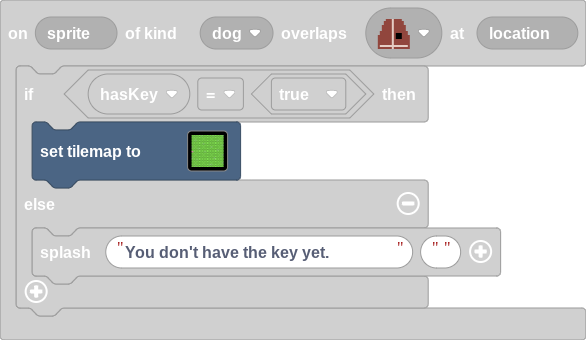 on sprite of kind dog overlaps at location
if hasKey = true then
set tilemap to
else
splash "You don't have the key yet." " "